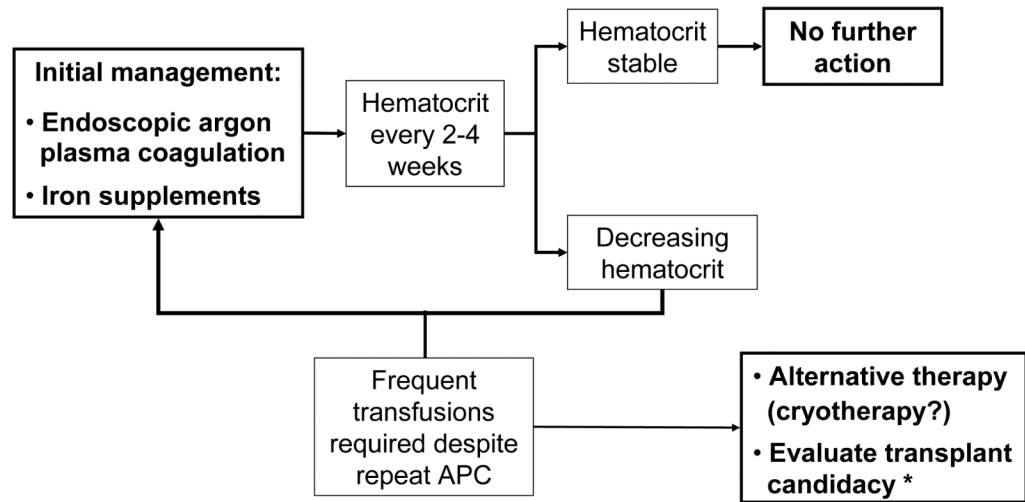 Initial management:
• Endoscopic argon
plasma coagulation
• Iron supplements
Hematocrit
every 2-4
weeks
Hematocrit
stable
No further
action
Decreasing
hematocrit
Frequent
transfusions
required despite
repeat APC
• Alternative therapy
(cryotherapy?)
• Evaluate transplant
candidacy *